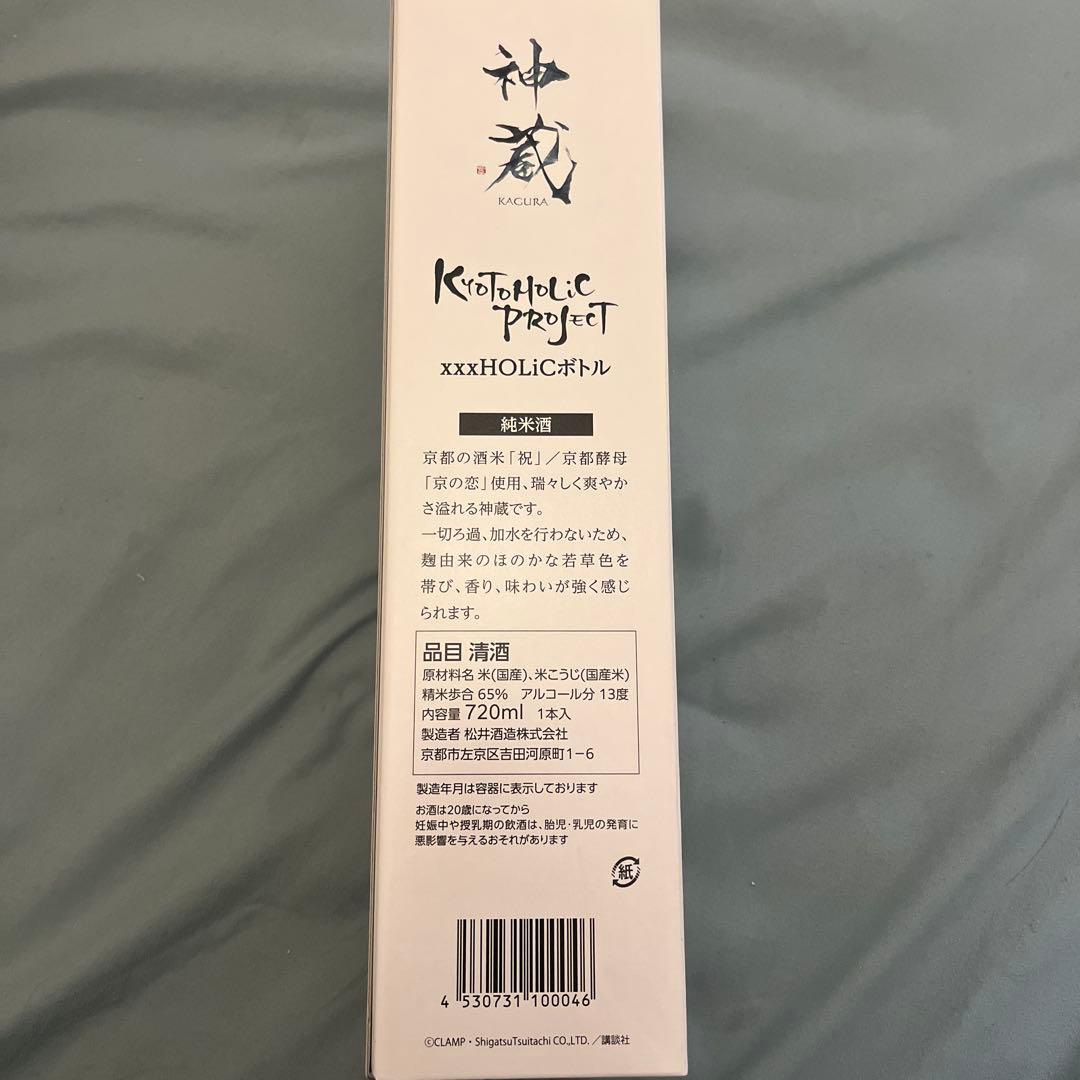 神
蔵
KAGURA
KYOTOHOLiC
PROJECT
xxxHOLiCボトル
純米酒
京都の酒米「祝」／京都酵母
「京の恋」使用、瑞々しく爽やか
さ溢れる神蔵です。
一切ろ過、加水を行わないため、
麹由来のほのかな若草色を
帯び、香り、味わいが強く感じ
られます。
品目 清酒
原材料名 米(国産)、米こうじ(国産米)
精米歩合 65% アルコール分 13度
内容量 720ml 1本入
製造者 松井酒造株式会社
京都市左京区吉田河原町1-6
製造年月は容器に表示しております
お酒は20歳になってから
妊娠中や授乳期の飲酒は、胎児・乳児の発育に
悪影響を与えるおそれがあります
紙
4 530731 100046
©CLAMP・ShigatsuTsuitachi CO.,LTD.／講談社